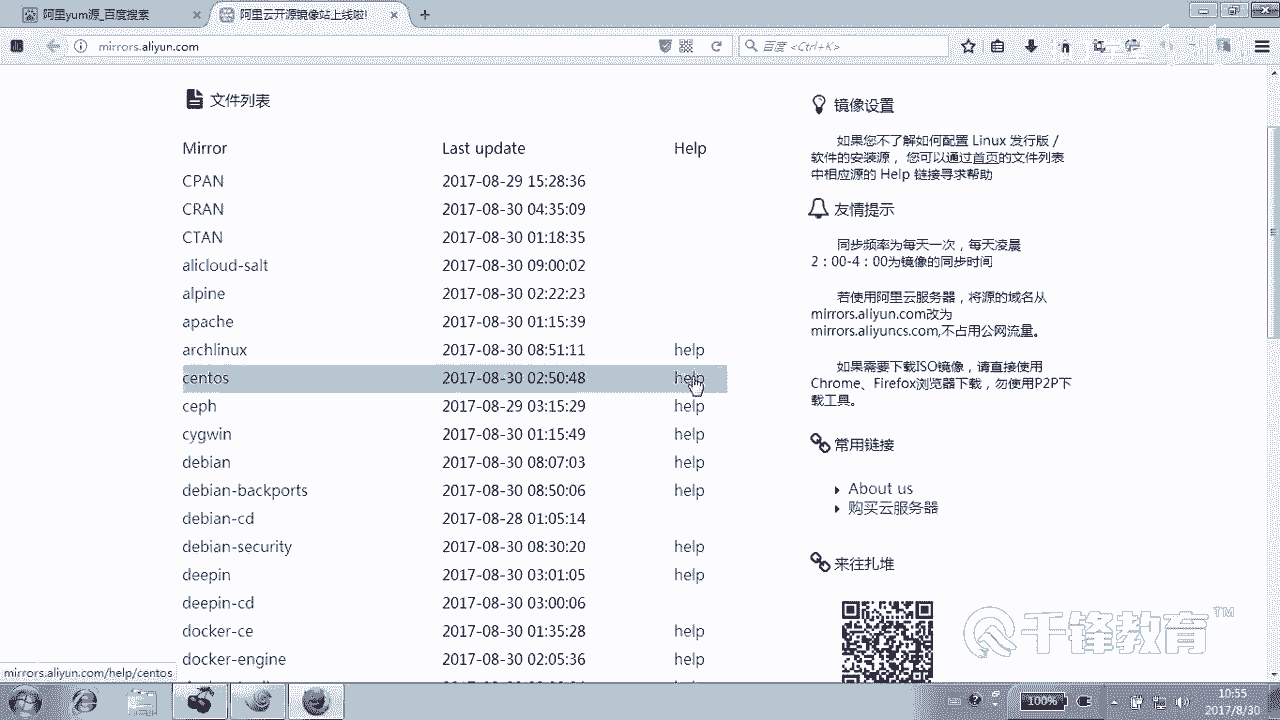 阿里yum源_百度搜素
阿里云开源镜像站上线啦!
mirrors.aliyun.com
百度 <Ctrl+K>
文件列表
Mirror Last update Help
CPAN 2017-08-29 15:28:36
CRAN 2017-08-30 04:35:09
CTAN 2017-08-30 01:18:35
alicloud-salt 2017-08-30 09:00:02
alpine 2017-08-30 02:22:23
apache 2017-08-30 01:15:39
archlinux 2017-08-30 08:51:11 help
centos 2017-08-30 02:50:48 help
ceph 2017-08-29 03:15:29 help
cygwin 2017-08-30 01:15:49 help
debian 2017-08-30 08:07:03 help
debian-backports 2017-08-30 08:50:06 help
debian-cd 2017-08-28 01:05:14
debian-security 2017-08-30 08:30:20 help
deepin 2017-08-30 03:01:05 help
deepin-cd 2017-08-30 03:00:06
docker-ce 2017-08-30 01:35:28 help
docker-engine 2017-08-30 02:05:36 help
镜像设置
如果您不了解如何配置 Linux 发行版 /
软件的安装源， 您可以通过首页的文件列表
中相应源的 Help 链接寻求帮助
友情提示
同步频率为每天一次，每天凌晨
2：00-4：00为镜像的同步时间
若使用阿里云服务器，将源的域名从
mirrors.aliyun.com改为
mirrors.aliyuncs.com,不占用公网流量。
如果需要下载ISO镜像，请直接使用
Chrome、Firefox浏览器下载，勿使用P2P下
载工具。
常用链接
About us
购买云服务器
来往扎堆
千锋教育™
mirrors.aliyun.com/help/centos
100%
10:55
2017/8/30